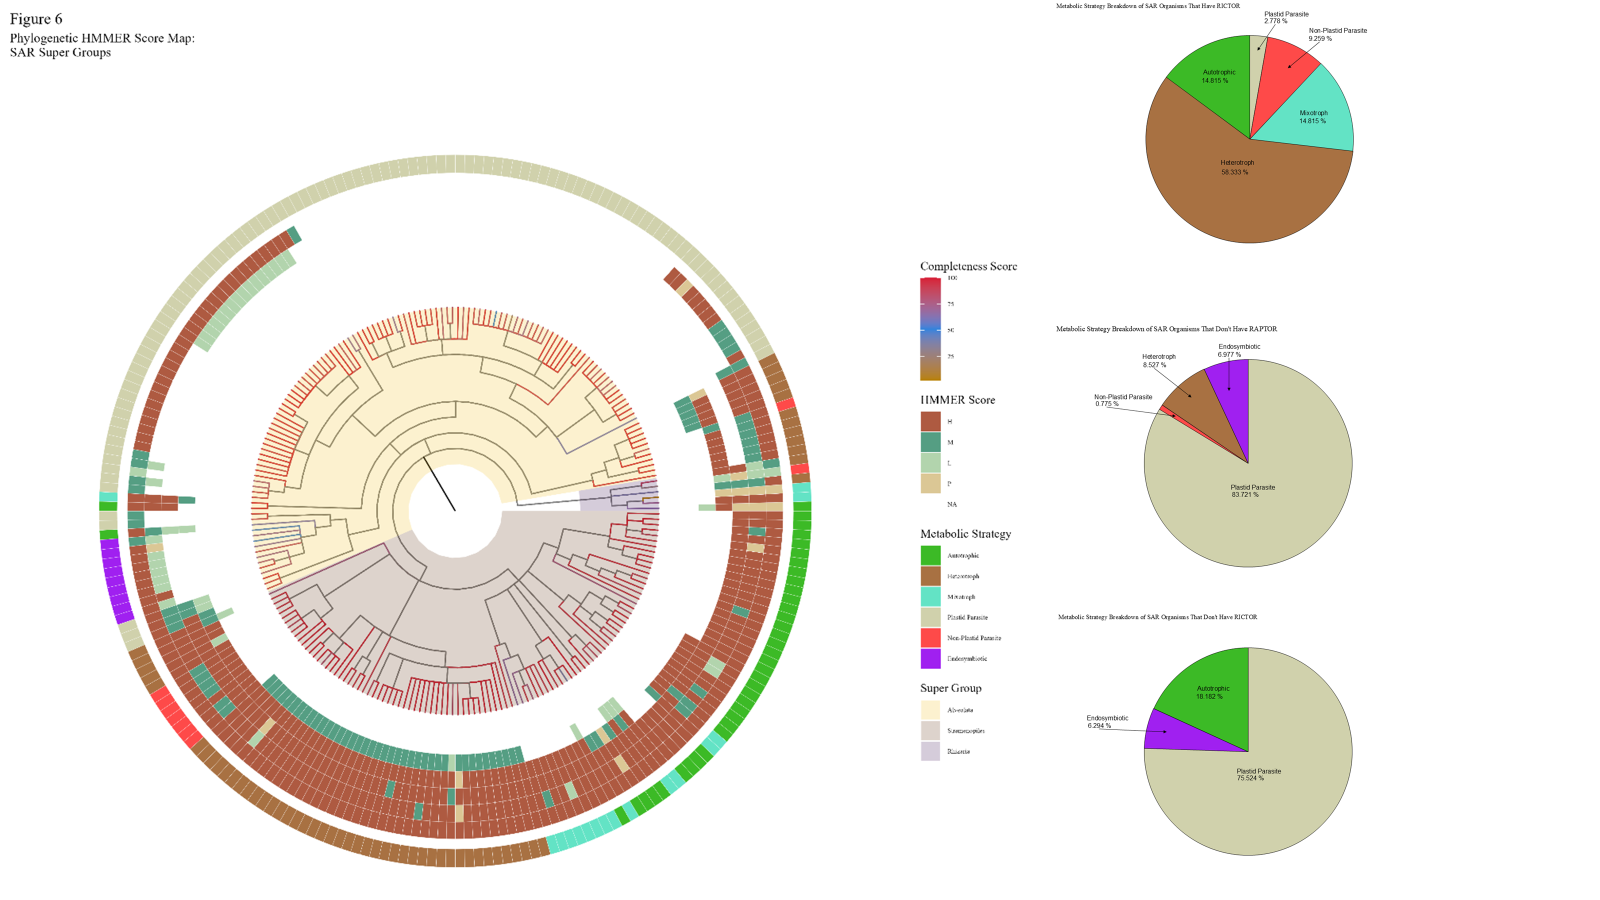 Figure 6
Phylogenetic HMMER Score Map:
SAR Super Groups
Metabolic Strategy Breakdown of SAR Organisms That Have RICTOR
Plastid Parasite
2.778 %
Non-Plastid Parasite
9.259 %
Autotrophic
14.815 %
Mixotroph
14.815 %
Heterotroph
58.333 %
Completeness Score
100
75
50
25
HMMER Score
H
M
L
P
NA
Metabolic Strategy
Autotrophic
Heterotroph
Mixotroph
Plastid Parasite
Non-Plastid Parasite
Endosymbiotic
Super Group
Alveolate
Stramenopiles
Rhizaria
Metabolic Strategy Breakdown of SAR Organisms That Don't Have RAPTOR
Endosymbiotic
6.977 %
Heterotroph
8.527 %
Non-Plastid Parasite
0.775 %
Plastid Parasite
83.721 %
Metabolic Strategy Breakdown of SAR Organisms That Don't Have RICTOR
Autotrophic
18.182 %
Endosymbiotic
6.294 %
Plastid Parasite
75.524 %